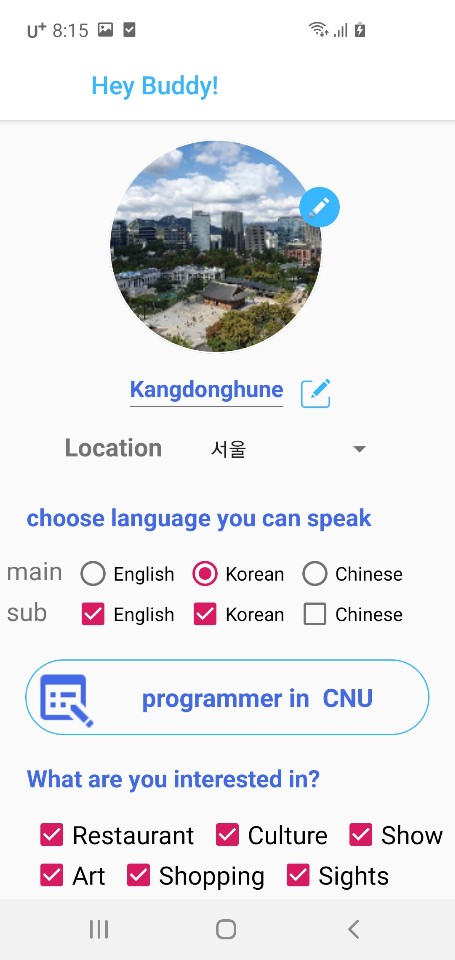 U+ 8:15
Hey Buddy!
Kangdonghune
Location 서울
choose language you can speak
main English Korean Chinese
sub English Korean Chinese
programmer in CNU
What are you interested in?
Restaurant Culture Show
Art Shopping Sights